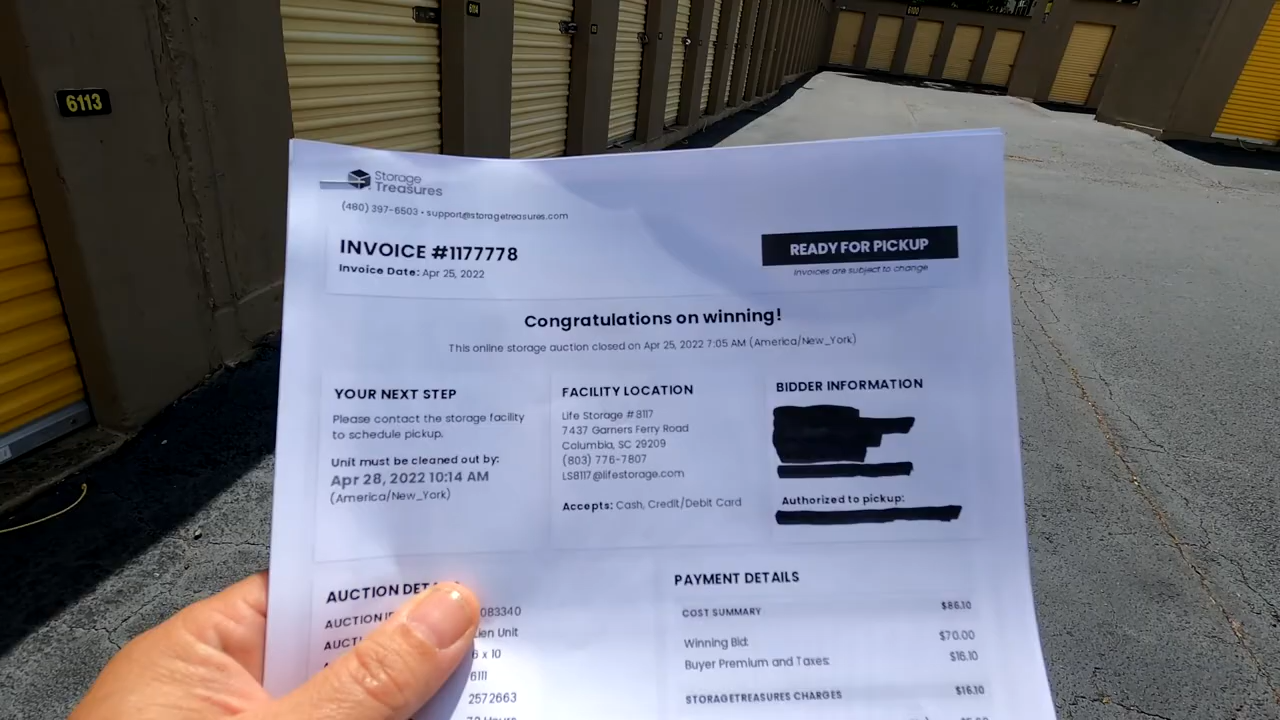 6113
6114
6100
Storage
Treasures
(480) 397-6503 • support@storagetreasures.com
INVOICE #1177778
Invoice Date: Apr 25, 2022
READY FOR PICKUP
Invoices are subject to change
Congratulations on winning!
This online storage auction closed on Apr 25, 2022 7:05 AM (America/New_York)
YOUR NEXT STEP
Please contact the storage facility
to schedule pickup.
Unit must be cleaned out by:
Apr 28, 2022 10:14 AM
(America/New_York)
FACILITY LOCATION
Life Storage #8117
7437 Garners Ferry Road
Columbia, SC 29209
(803) 776-7807
LS8117@lifestorage.com
Accepts: Cash, Credit/Debit Card
BIDDER INFORMATION
Authorized to pickup:
AUCTION
AUCTION 083340
Lien Unit
6 x 10
6111
2572663
72 Hours
PAYMENT DETAILS
COST SUMMARY $86.10
Winning Bid: $70.00
Buyer Premium and Taxes: $16.10
STORAGETREASURES CHARGES $16.10